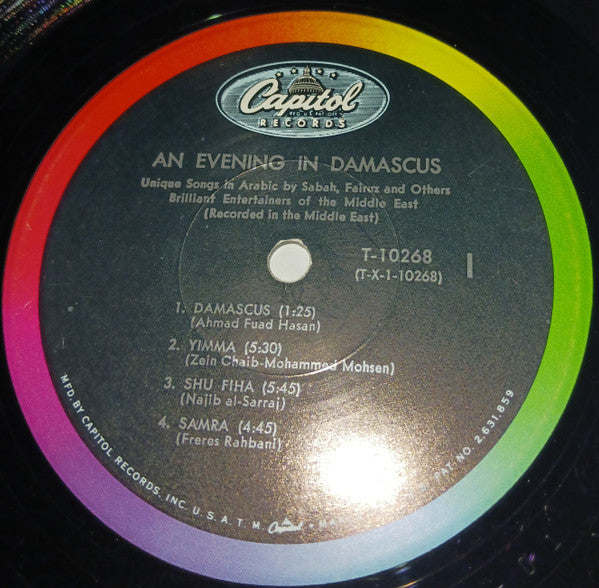 Capitol
RECORDS
AN EVENING IN DAMASCUS
Unique Songs in Arabic by Sabah, Fairuz and Others
Brilliant Entertainers of the Middle East
(Recorded in the Middle East)
T-10268
(T-X-1-10268)
1
1. DAMASCUS (1:25)
(Ahmad Fuad Hasan)
2. YIMMA (5:30)
(Zein Chaib-Mohammed Mohsen)
3. SHU FIHA (5:45)
(Najib al-Sarraj)
4. SAMRA (4:45)
(Freres Rahbani)
MFD. BY CAPITOL RECORDS, INC. U.S.A. T.M. Capitol PAT. NO. 2,631,859